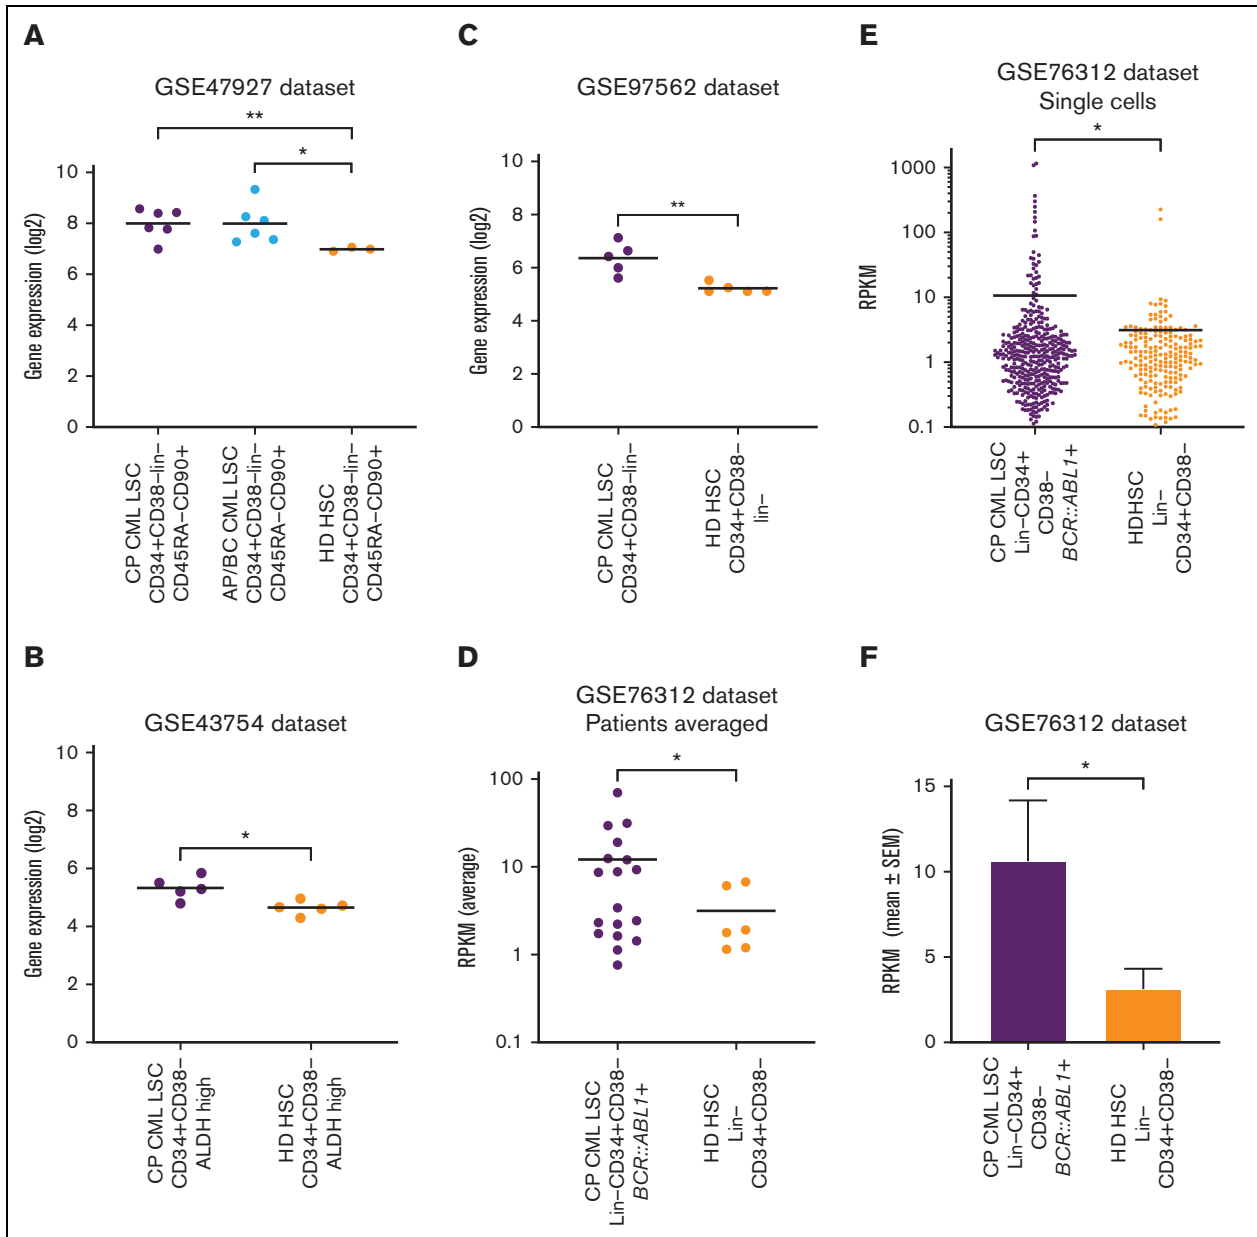 A
GSE47927 dataset
**
*
Gene expression (log2)
10
8
6
4
2
0
CP CML LSC
CD34+CD38–lin–
CD45RA–CD90+
AP/BC CML LSC
CD34+CD38–lin–
CD45RA–CD90+
HD HSC
CD34+CD38–lin–
CD45RA–CD90+
B
GSE43754 dataset
*
Gene expression (log2)
10
8
6
4
2
0
CP CML LSC
CD34+CD38–
ALDH high
HD HSC
CD34+CD38–
ALDH high
C
GSE97562 dataset
**
Gene expression (log2)
10
8
6
4
2
0
CP CML LSC
CD34+CD38–lin–
HD HSC
CD34+CD38–
lin–
D
GSE76312 dataset
Patients averaged
*
RPKM (average)
100
10
1
0.1
CP CML LSC
Lin–CD34+CD38–
BCR::ABL1+
HD HSC
Lin–
CD34+CD38–
E
GSE76312 dataset
Single cells
*
RPKM
1000
100
10
1
0.1
CP CML LSC
Lin–CD34+
CD38–
BCR::ABL1+
HDHSC
Lin–
CD34+CD38–
F
GSE76312 dataset
*
RPKM (mean ± SEM)
15
10
5
0
CP CML LSC
Lin–CD34+
CD38–
BCR::ABL1+
HD HSC
Lin–
CD34+CD38–